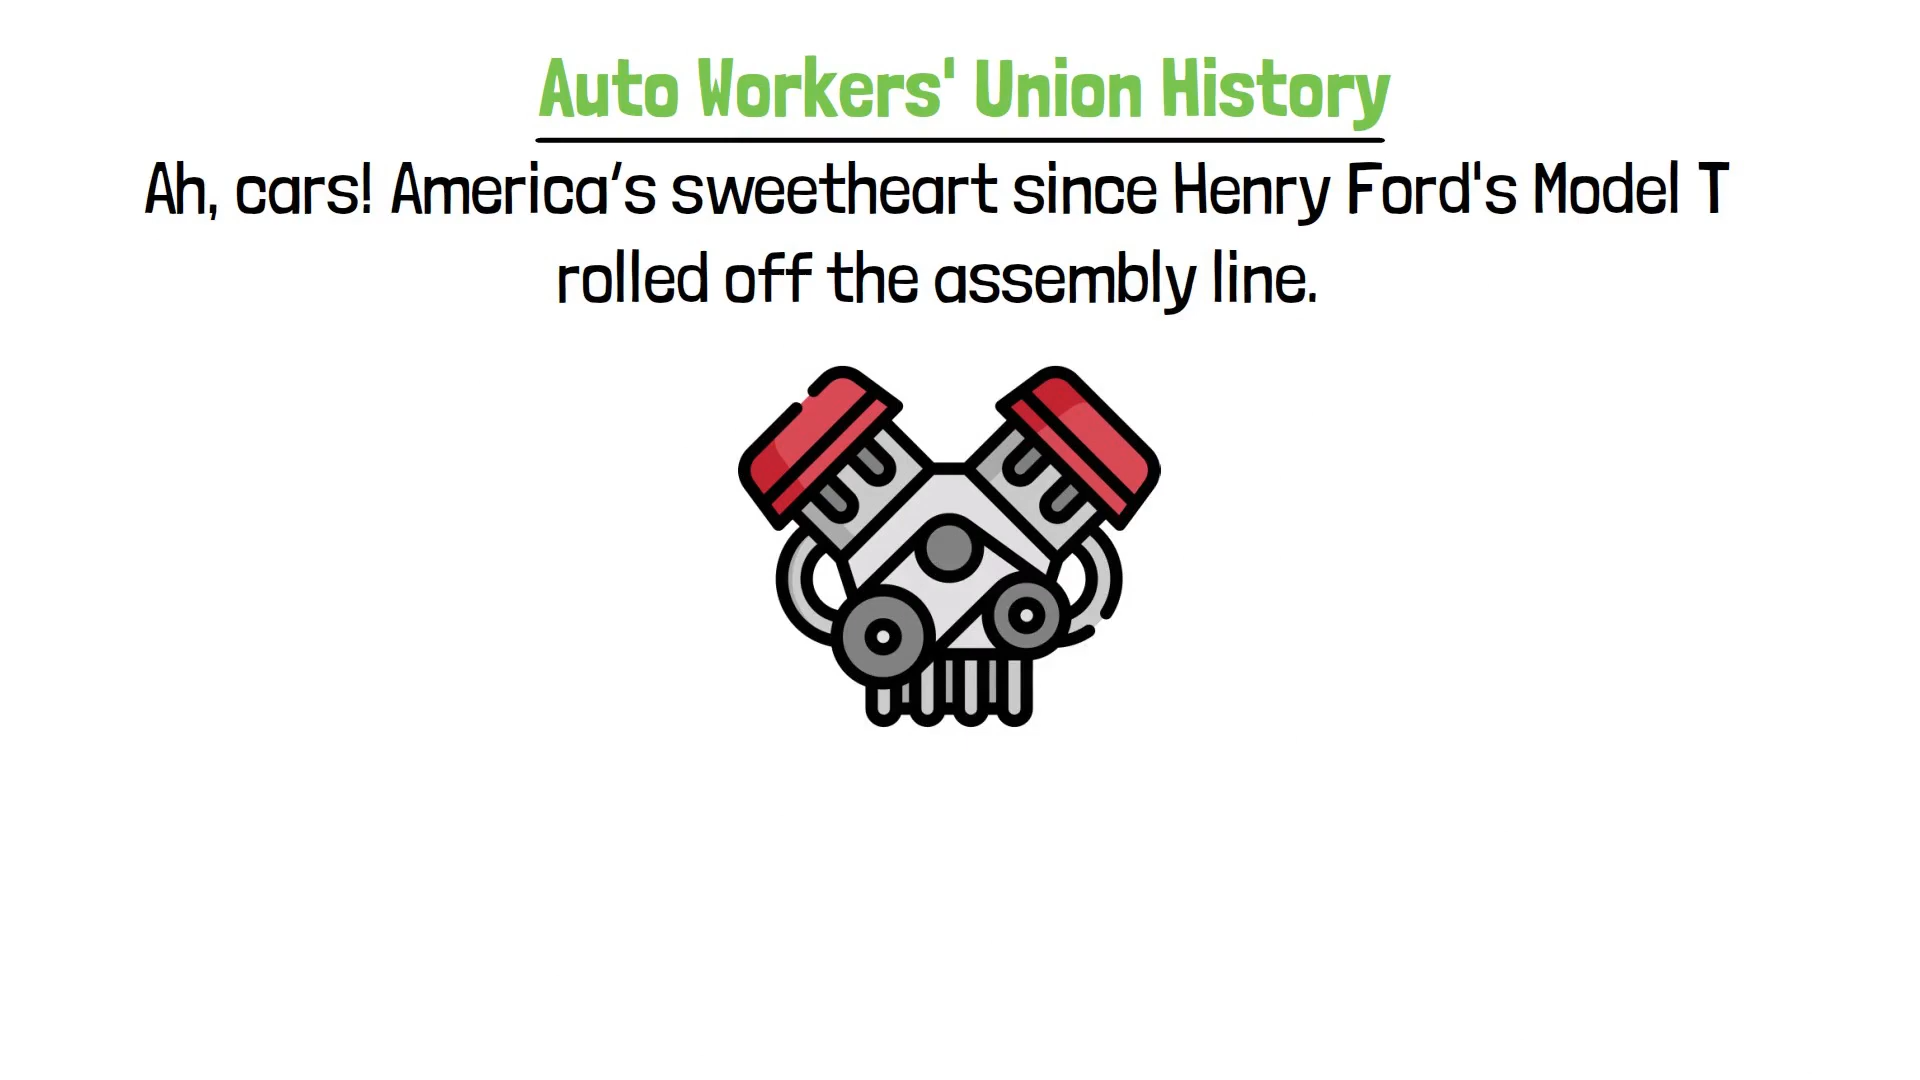 Auto Workers' Union History
Ah, cars! America's sweetheart since Henry Ford's Model T
rolled off the assembly line.